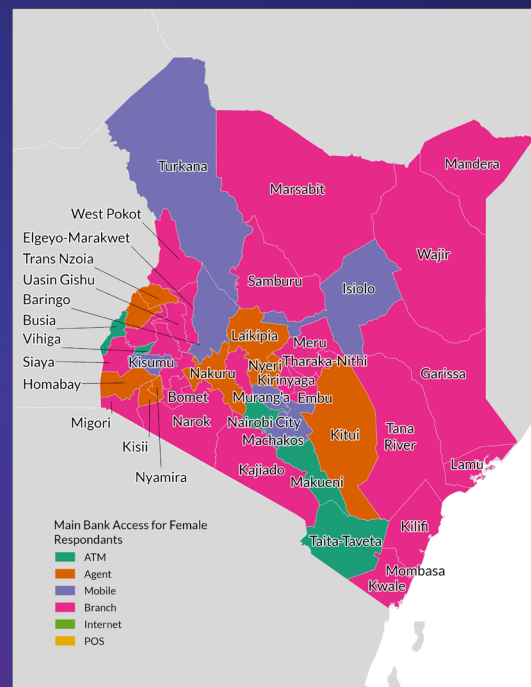 Turkana
Mandera
Marsabit
West Pokot
Wajir
Elgeyo-Marakwet
Trans Nzoia
Samburu
Isiolo
Uasin Gishu
Baringo
Busia
Laikipia
Vihiga
Meru
Siaya
Kisumu
Tharaka-Nithi
Nyeri
Garissa
Nakuru
Kirinyaga
Homabay
Bomet
Murang'a
Embu
Migori
Narok
Nairobi City
Kitui
Tana
River
Kisii
Machakos
Nyamira
Kajiado
Lamu
Makueni
Main Bank Access for Female
Respondants
ATM
Agent
Mobile
Branch
Internet
POS
Kilifi
Taita-Taveta
Mombasa
Kwale